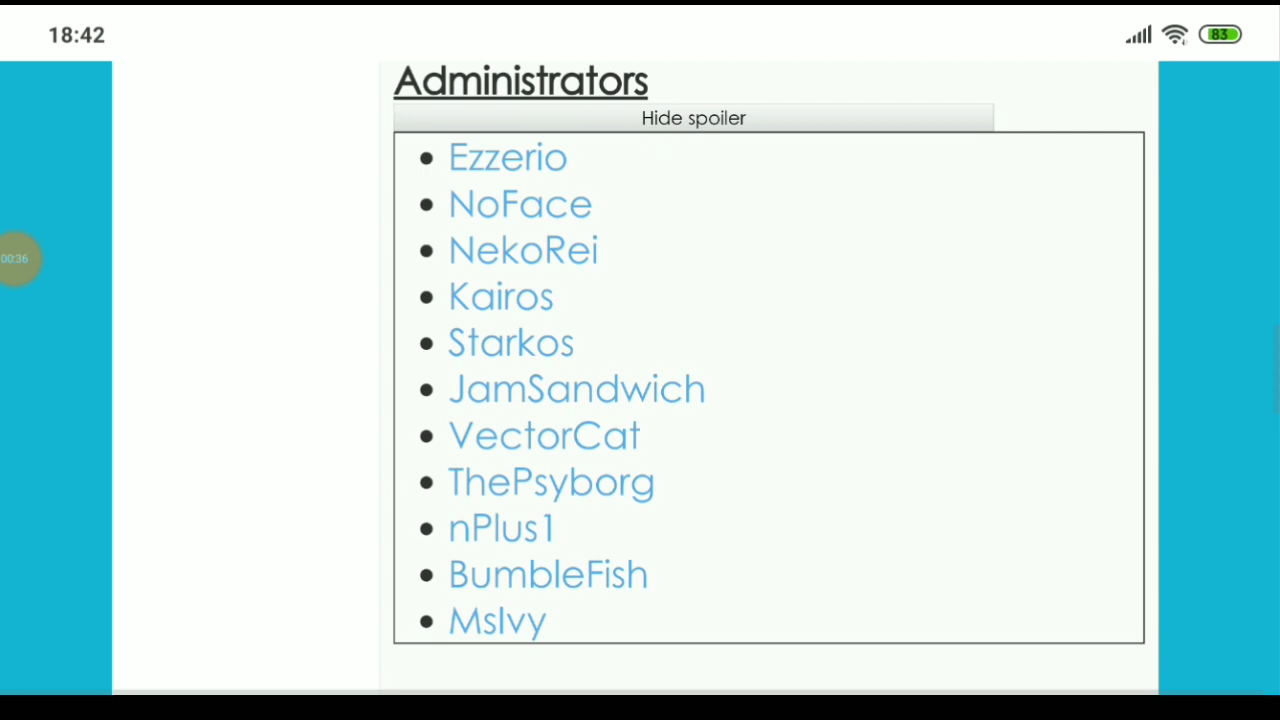 18:42
83
Administrators
Hide spoiler
Ezzerio
NoFace
NekoRei
00:36
Kairos
Starkos
JamSandwich
VectorCat
ThePsyborg
nPlus1
BumbleFish
MsIvy